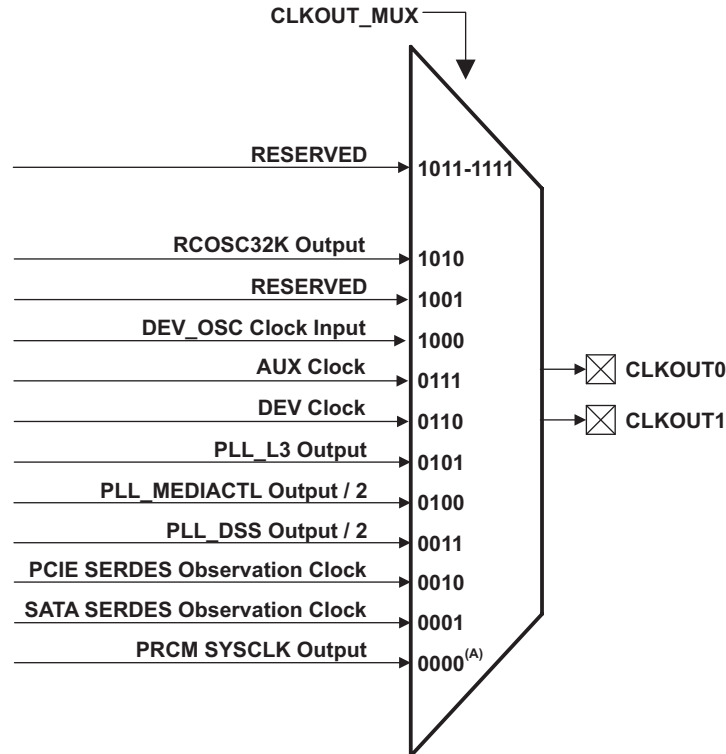 CLKOUT_MUX
RESERVED 1011-1111
RCOSC32K Output 1010
RESERVED 1001
DEV_OSC Clock Input 1000
AUX Clock 0111
CLKOUT0
DEV Clock 0110
CLKOUT1
PLL_L3 Output 0101
PLL_MEDIACTL Output / 2 0100
PLL_DSS Output / 2 0011
PCIE SERDES Observation Clock 0010
SATA SERDES Observation Clock 0001
PRCM SYSCLK Output 0000(A)